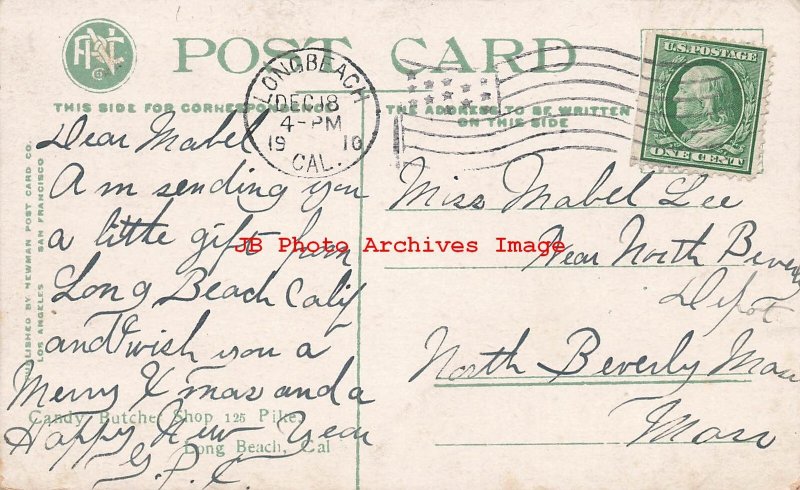 POST CARD
THIS SIDE FOR CORRESPONDENCE
THE ADDRESS TO BE WRITTEN
ON THIS SIDE
LONG BEACH
DEC 18
4-PM
19 10
CAL.
U.S. POSTAGE
ONE CENT
PUBLISHED BY NEWMAN POST CARD CO.
LOS ANGELES SAN FRANCISCO
Dear Mabel
Am sending you
a little gift from
Long Beach Calif
and wish you a
Merry Xmas and a
Happy New Year
G.P.C.
Candy Butcher Shop 125 Pike,
Long Beach, Cal
Miss Mabel Lee
Near North Beverly
Depot
North Beverly Mass
Mass
JB Photo Archives Image